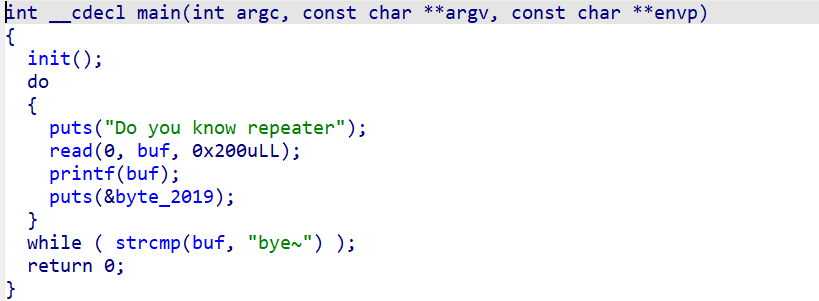 int __cdecl main(int argc, const char **argv, const char **envp)
{
  init();
  do
  {
    puts("Do you know repeater");
    read(0, buf, 0x200uLL);
    printf(buf);
    puts(&byte_2019);
  }
  while ( strcmp(buf, "bye~") );
  return 0;
}